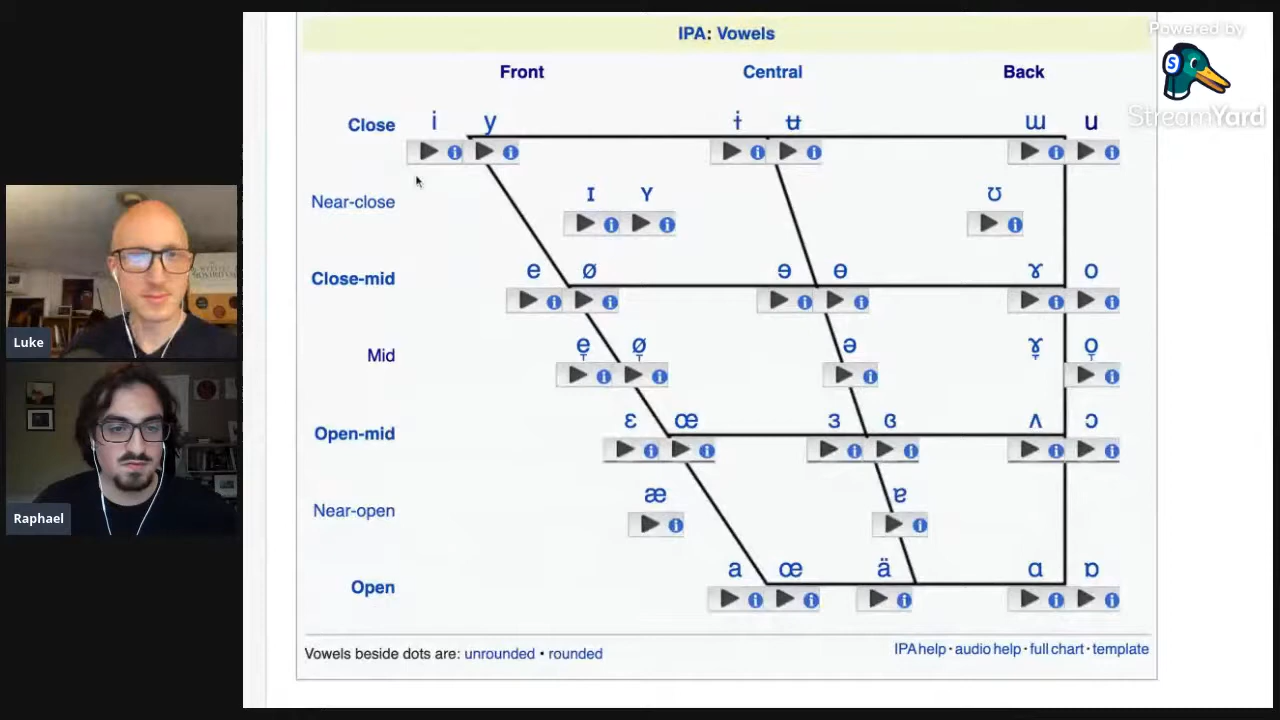 IPA: Vowels
Powered by
StreamYard
Front Central Back
Close i y ɨ ʉ ɯ u
Near-close ɪ ʏ ʊ
Close-mid e ø ɘ ɵ ɤ o
Mid e̞ ø̞ ə ɤ̞ o̞
Open-mid ɛ œ ɜ ɞ ʌ ɔ
Near-open æ ɐ
Open a œ ä ɑ ɒ
Vowels beside dots are: unrounded • rounded
IPA help · audio help · full chart · template
Luke
Raphael